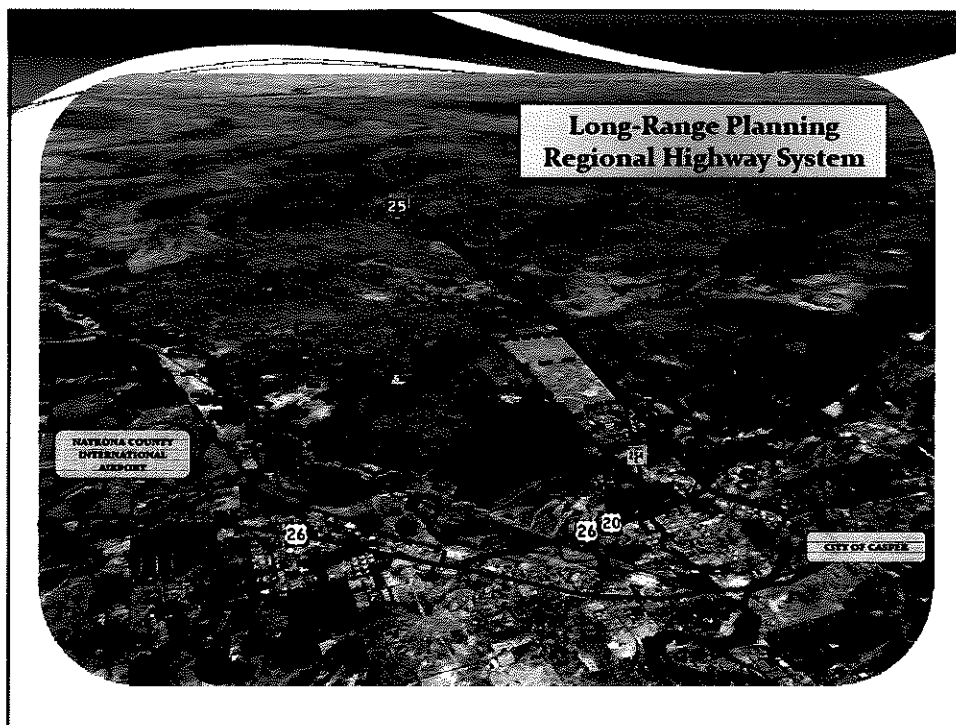 Long-Range Planning
Regional Highway System
25
NATRONA COUNTY
INTERNATIONAL
AIRPORT
26
26
20
CITY OF CASPER